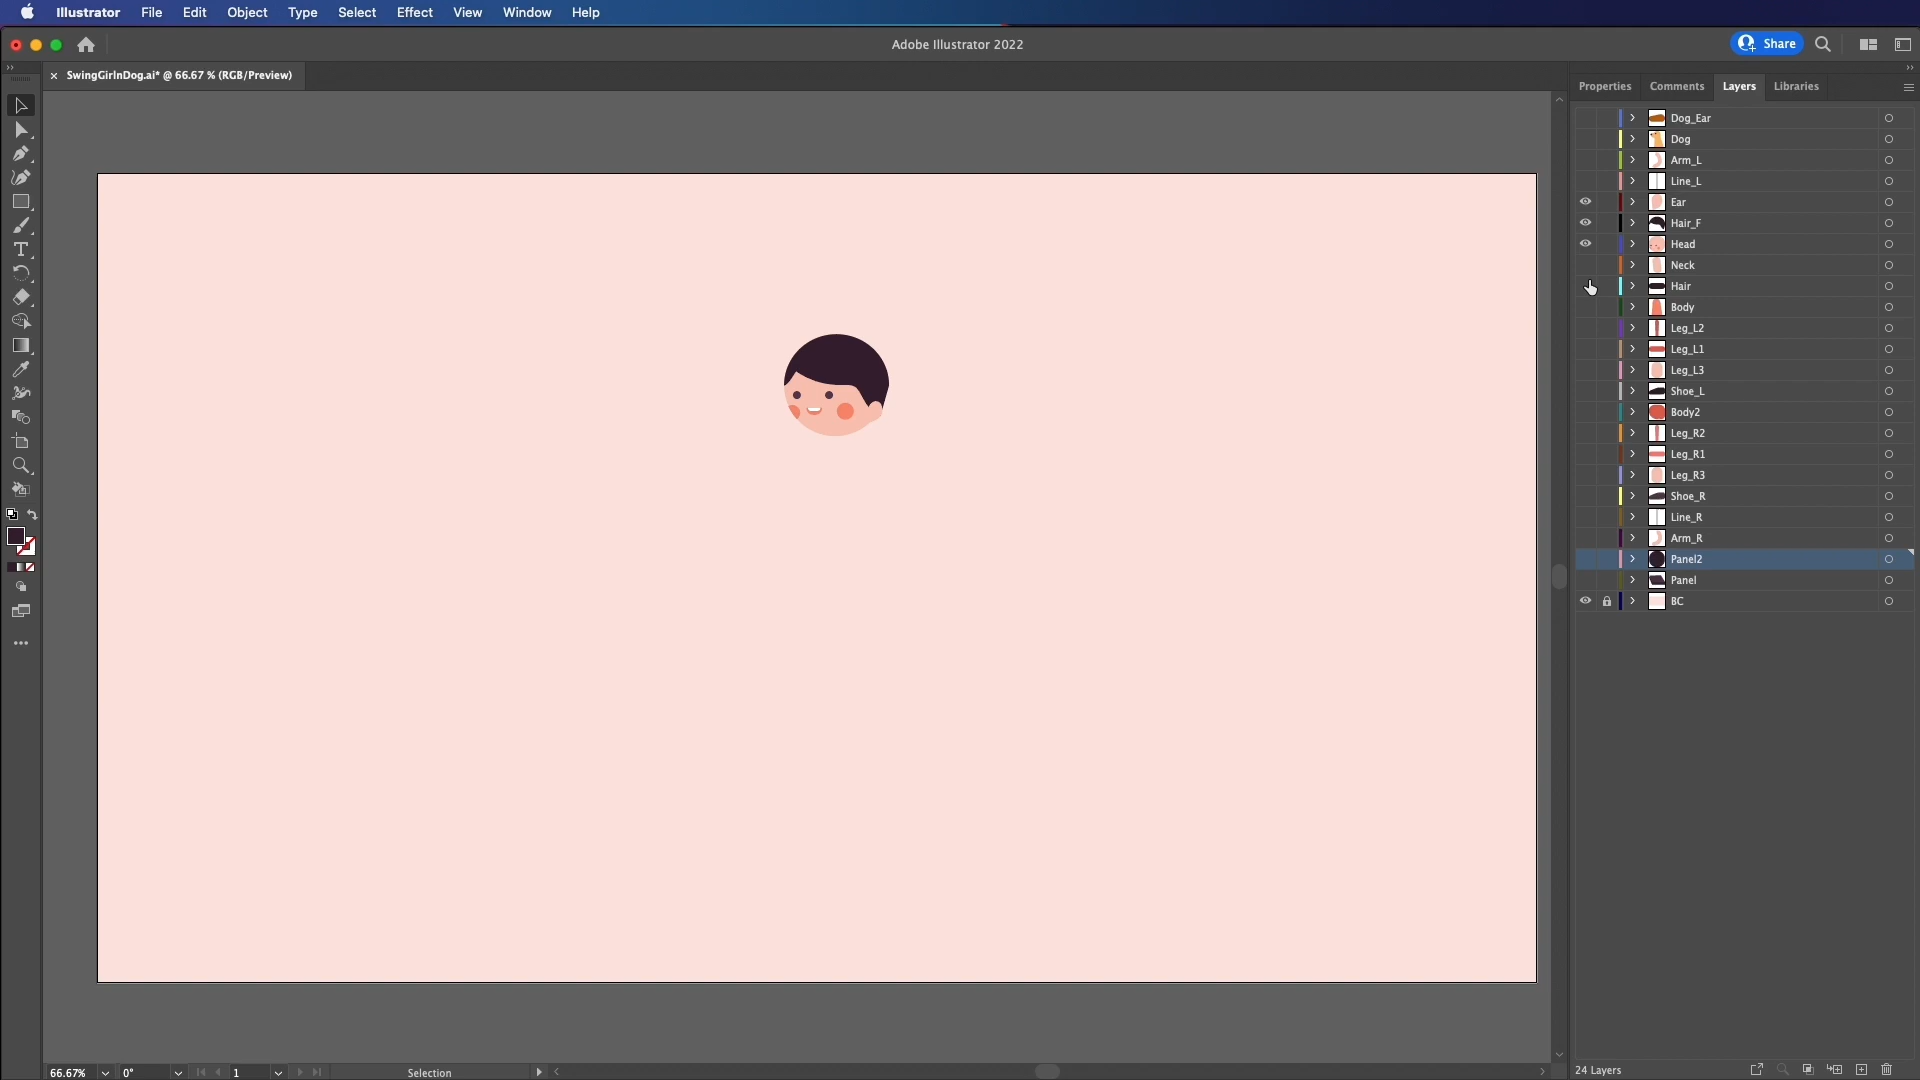 Illustrator File Edit Object Type Select Effect View Window Help
Adobe Illustrator 2022
Share
SwingGirlnDog.ai* @ 66.67 % (RGB/Preview)
Properties Comments Layers Libraries
Dog_Ear
Dog
Arm_L
Line_L
Ear
Hair_F
Head
Neck
Hair
Body
Leg_L2
Leg_L1
Leg_L3
Shoe_L
Body2
Leg_R2
Leg_R1
Leg_R3
Shoe_R
Line_R
Arm_R
Panel2
Panel
BC
66.67% 0° 1 Selection
24 Layers